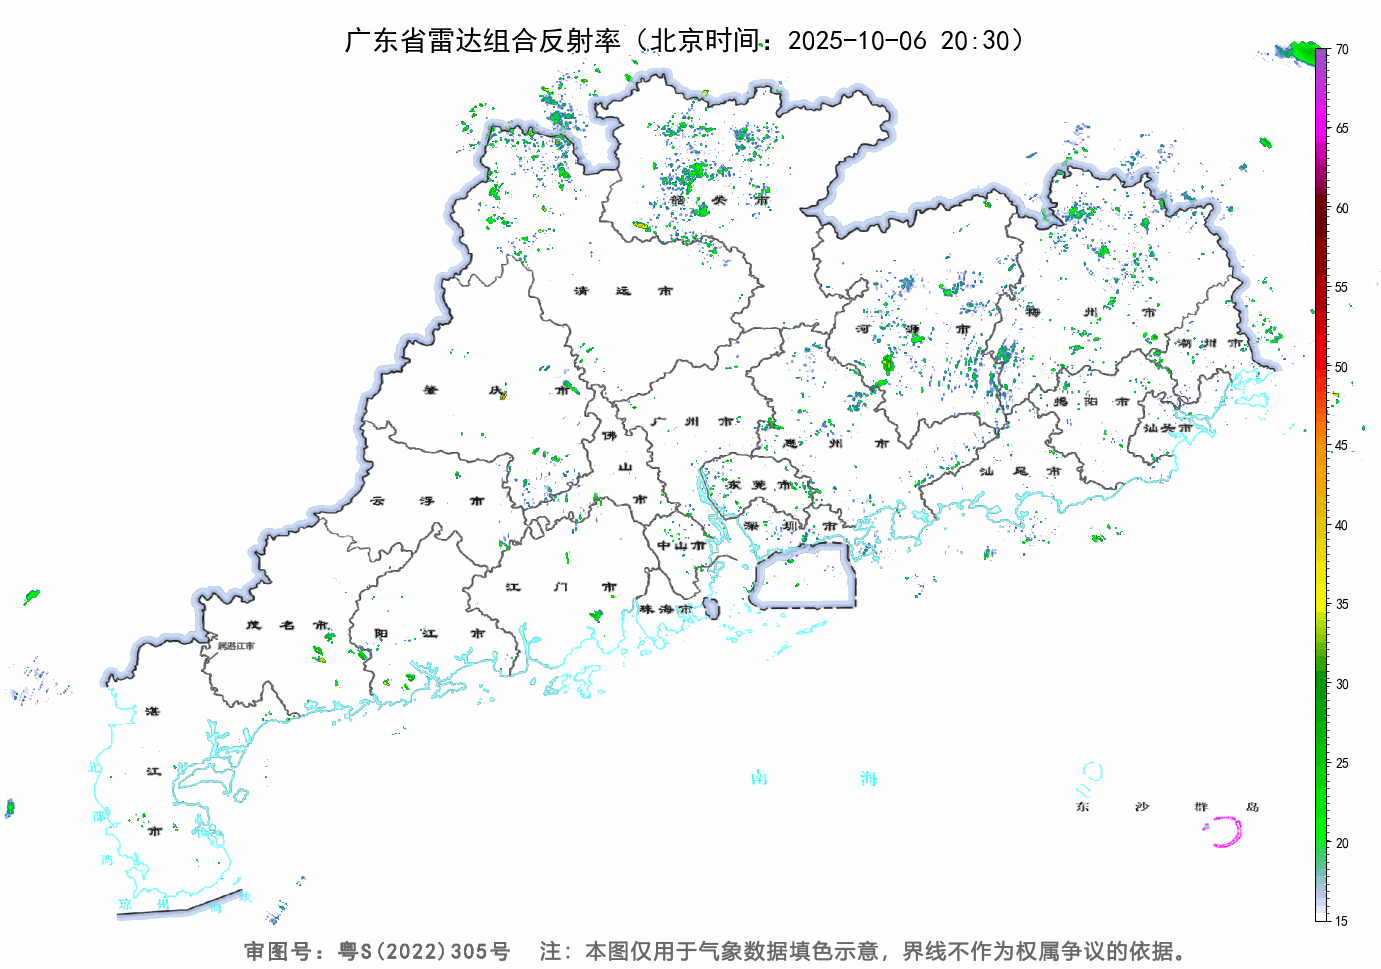 广东省雷达组合反射率（北京时间：2025-10-06 20:30）
70
65
60
55
50
45
40
35
30
25
20
15
韶 关 市
清 远 市
河 源 市
梅 州 市
潮 州 市
肇 庆 市
广 州 市
佛 山 市
惠 州 市
揭 阳 市
汕头市
汕 尾 市
云 浮 市
东 莞 市
深 圳 市
中山市
江 门 市
珠海市
茂 名 市
属湛江市
阳 江 市
湛 江 市
北 部 湾
琼 州 海 峡
南 海
东 沙 群 岛
审图号：粤S(2022)305号 注：本图仅用于气象数据填色示意，界线不作为权属争议的依据。